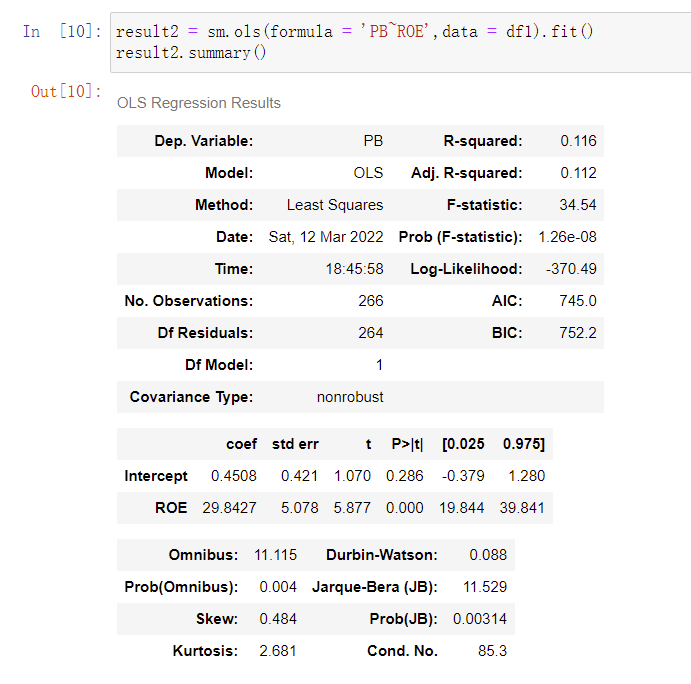 In [10]: result2 = sm.ols(formula = 'PB~ROE',data = df1).fit()
result2.summary()
Out[10]:
OLS Regression Results
Dep. Variable: PB R-squared: 0.116
Model: OLS Adj. R-squared: 0.112
Method: Least Squares F-statistic: 34.54
Date: Sat, 12 Mar 2022 Prob (F-statistic): 1.26e-08
Time: 18:45:58 Log-Likelihood: -370.49
No. Observations: 266 AIC: 745.0
Df Residuals: 264 BIC: 752.2
Df Model: 1
Covariance Type: nonrobust
coef std err t P>|t| [0.025 0.975]
Intercept 0.4508 0.421 1.070 0.286 -0.379 1.280
ROE 29.8427 5.078 5.877 0.000 19.844 39.841
Omnibus: 11.115 Durbin-Watson: 0.088
Prob(Omnibus): 0.004 Jarque-Bera (JB): 11.529
Skew: 0.484 Prob(JB): 0.00314
Kurtosis: 2.681 Cond. No. 85.3